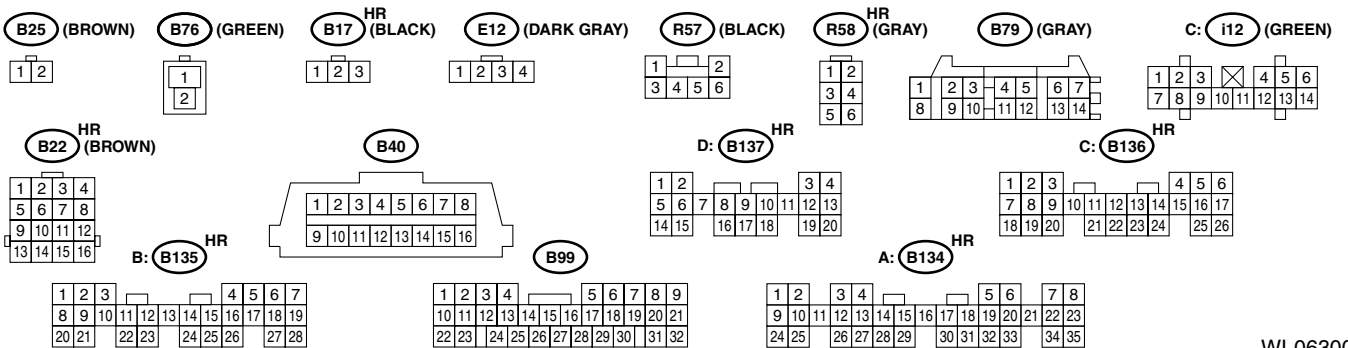 B25 (BROWN) B76 (GREEN) B17 HR (BLACK) E12 (DARK GRAY) R57 (BLACK) R58 HR (GRAY) B79 (GRAY) C: i12 (GREEN)
1 2
1
2
1 2 3
1 2 3 4
1 2
3 4 5 6
1 2
3 4
5 6
1 2 3 4 5 6 7
8 9 10 11 12 13 14
1 2 3 4 5 6
7 8 9 10 11 12 13 14
B22 HR (BROWN)
1 2 3 4
5 6 7 8
9 10 11 12
13 14 15 16
B40
1 2 3 4 5 6 7 8
9 10 11 12 13 14 15 16
D: B137 HR
1 2 3 4
5 6 7 8 9 10 11 12 13
14 15 16 17 18 19 20
C: B136 HR
1 2 3 4 5 6
7 8 9 10 11 12 13 14 15 16 17
18 19 20 21 22 23 24 25 26
B: B135 HR
1 2 3 4 5 6 7
8 9 10 11 12 13 14 15 16 17 18 19
20 21 22 23 24 25 26 27 28
B99
1 2 3 4 5 6 7 8 9
10 11 12 13 14 15 16 17 18 19 20 21
22 23 24 25 26 27 28 29 30 31 32
A: B134 HR
1 2 3 4 5 6 7 8
9 10 11 12 13 14 15 16 17 18 19 20 21 22 23
24 25 26 27 28 29 30 31 32 33 34 35